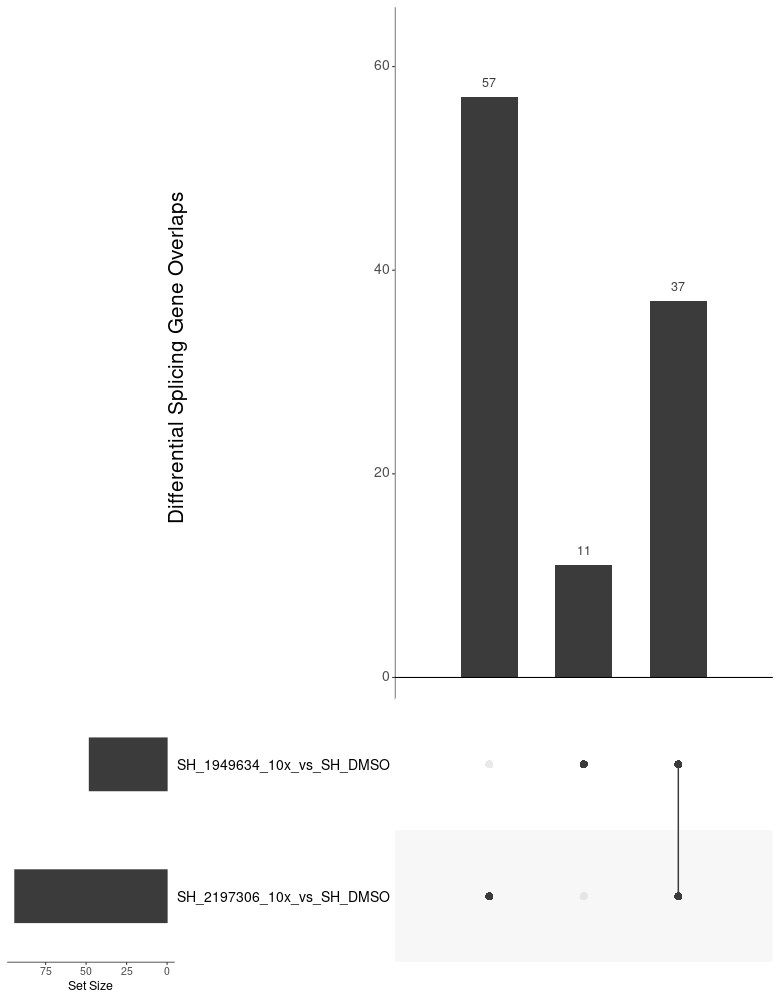 Differential Splicing Gene Overlaps
60
40
20
0
57
11
37
SH_1949634_10x_vs_SH_DMSO
SH_2197306_10x_vs_SH_DMSO
75 50 25 0
Set Size